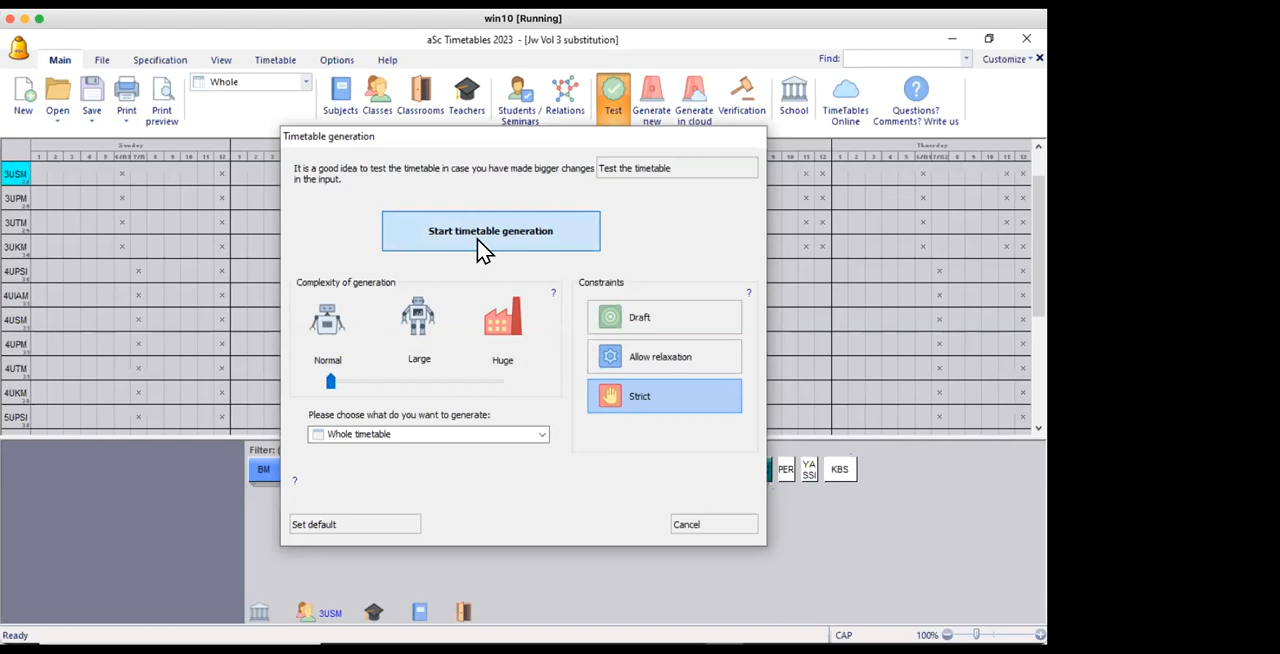 win10 [Running]
aSc Timetables 2023 - [Jw Vol 3 substitution]
Main File Specification View Timetable Options Help
Find: Customize
Whole
New Open Save Print Print preview Subjects Classes Classrooms Teachers Students / Seminars Relations Test Generate new Generate in cloud Verification School TimeTables Online Questions? Comments? Write us
Timetable generation
Sunday
Thursday
It is a good idea to test the timetable in case you have made bigger changes in the input.
Test the timetable
Start timetable generation
Complexity of generation
?
Normal
Large
Huge
Constraints
?
Draft
Allow relaxation
Strict
Please choose what do you want to generate:
Whole timetable
?
Set default
Cancel
3USM
3UPM
3UTM
3UKM
4UPSI
4UIAM
4USM
4UPM
4UTM
4UKM
5UPSI
Filter: (
BM
PER
YA SSI
KBS
3USM
Ready
CAP
100%